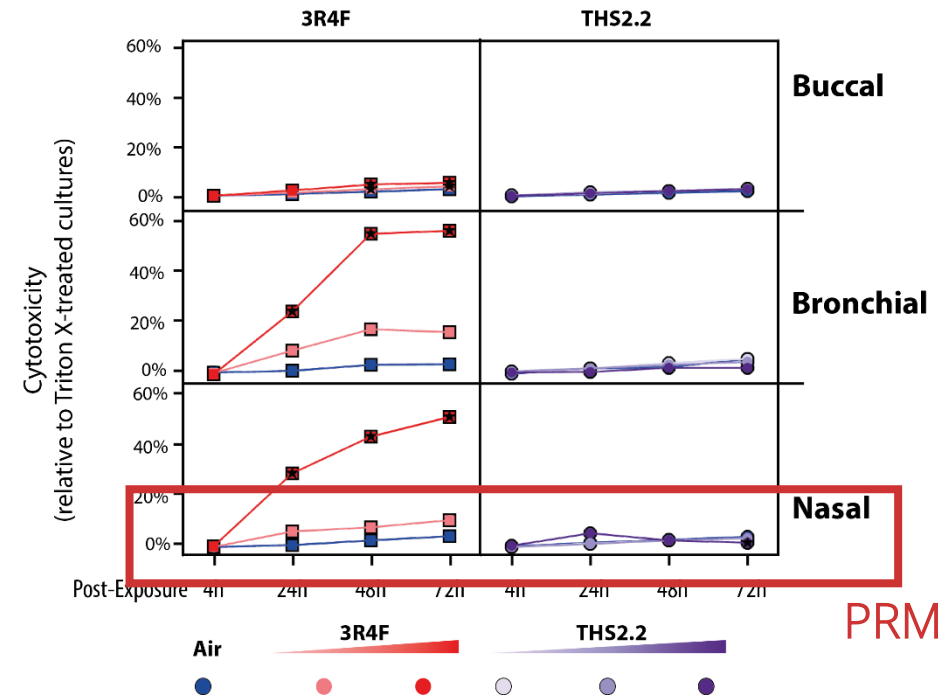 3R4F THS2.2
60%
40%
20%
0%
Buccal
60%
40%
20%
0%
Bronchial
60%
40%
20%
0%
Nasal
Cytotoxicity
(relative to Triton X-treated cultures)
Post-Exposure 4h 24h 48h 72h 4h 24h 48h 72h
PRM
Air 3R4F THS2.2